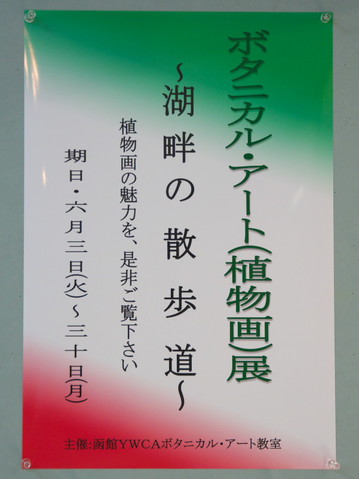 ボタニカル・アート(植物画)展
～湖畔の散歩道～
植物画の魅力を、是非ご覧下さい
期日・六月三日(火)～三十日(月)
主催:函館YWCAボタニカル・アート教室